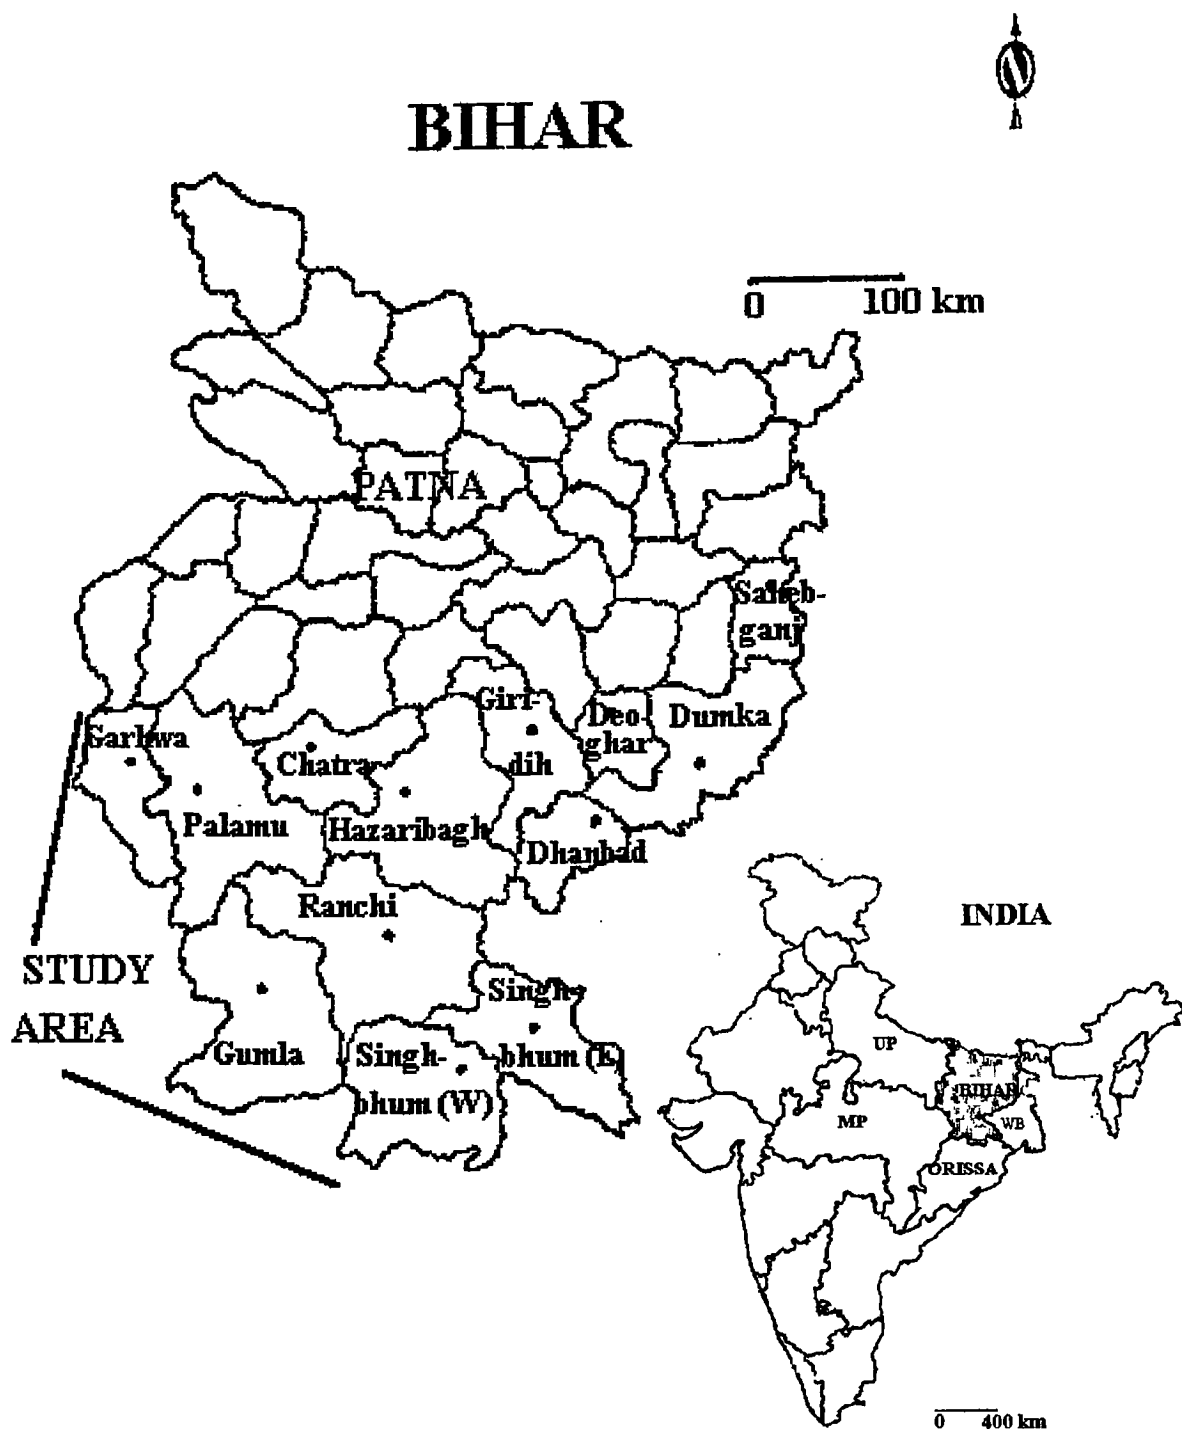 N
BIHAR
0 100 km
PATNA
Saheb-
ganj
Giri-
dih
Deo-
ghar
Dumka
Garhwa
Chatra
Palamu
Hazaribagh
Dhanbad
Ranchi
INDIA
STUDY
AREA
Singh-
bhum (E)
Gumla
Singh-
bhum (W)
UP
BIHAR
MP
WB
ORISSA
0 400 km